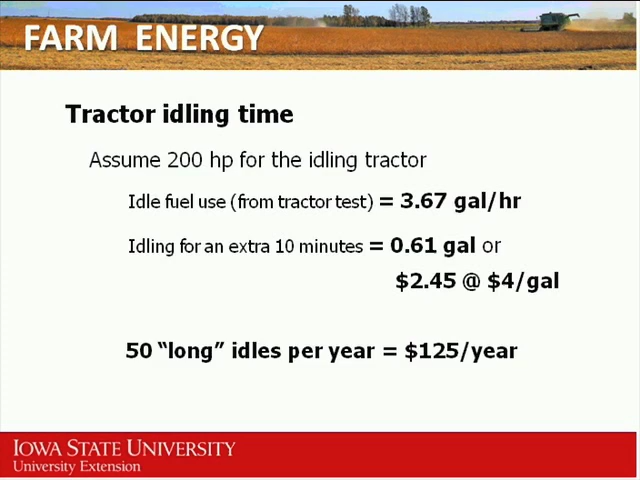 FARM ENERGY
Tractor idling time
Assume 200 hp for the idling tractor
Idle fuel use (from tractor test) = 3.67 gal/hr
Idling for an extra 10 minutes = 0.61 gal or
$2.45 @ $4/gal
50 “long” idles per year = $125/year
IOWA STATE UNIVERSITY
University Extension